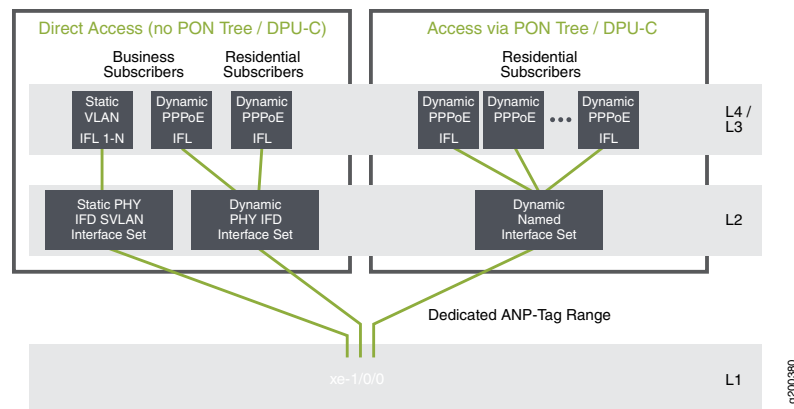 Direct Access (no PON Tree / DPU-C)
Access via PON Tree / DPU-C
Business
Subscribers
Residential
Subscribers
Residential
Subscribers
Static
VLAN
IFL 1-N
Dynamic
PPPoE
IFL
Dynamic
PPPoE
IFL
Dynamic
PPPoE
IFL
Dynamic
PPPoE
Dynamic
PPPoE
IFL
L4 /
L3
Static PHY
IFD SVLAN
Interface Set
Dynamic
PHY IFD
Interface Set
Dynamic
Named
Interface Set
L2
Dedicated ANP-Tag Range
xe-1/0/0
L1
g200380